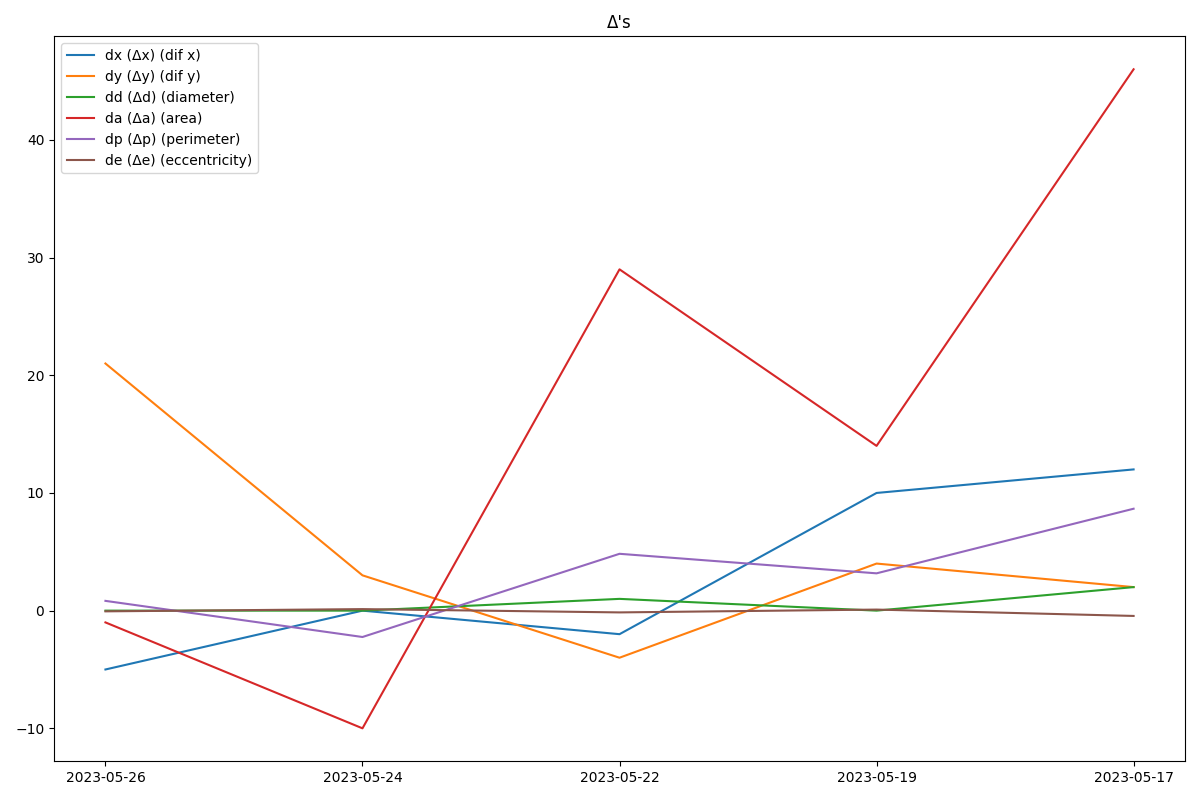 Δ's
dx (Δx) (dif x)
dy (Δy) (dif y)
dd (Δd) (diameter)
da (Δa) (area)
dp (Δp) (perimeter)
de (Δe) (eccentricity)
40
30
20
10
0
−10
2023-05-26 2023-05-24 2023-05-22 2023-05-19 2023-05-17